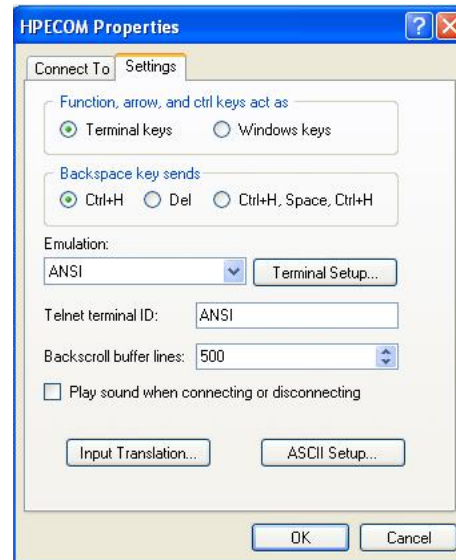 HPECOM Properties
Connect To Settings
Function, arrow, and ctrl keys act as
Terminal keys Windows keys
Backspace key sends
Ctrl+H Del Ctrl+H, Space, Ctrl+H
Emulation:
ANSI Terminal Setup...
Telnet terminal ID: ANSI
Backscroll buffer lines: 500
Play sound when connecting or disconnecting
Input Translation... ASCII Setup...
OK Cancel